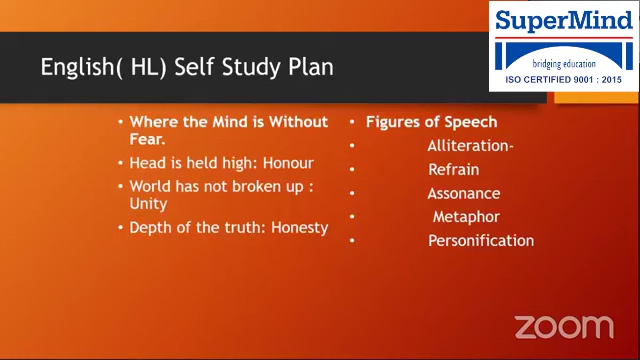 SuperMind
bridging education
ISO CERTIFIED 9001 : 2015
English( HL) Self Study Plan
• Where the Mind is Without
Fear.
• Head is held high: Honour
• World has not broken up :
Unity
• Depth of the truth: Honesty
• Figures of Speech
• Alliteration-
• Refrain
• Assonance
• Metaphor
• Personification
zoom